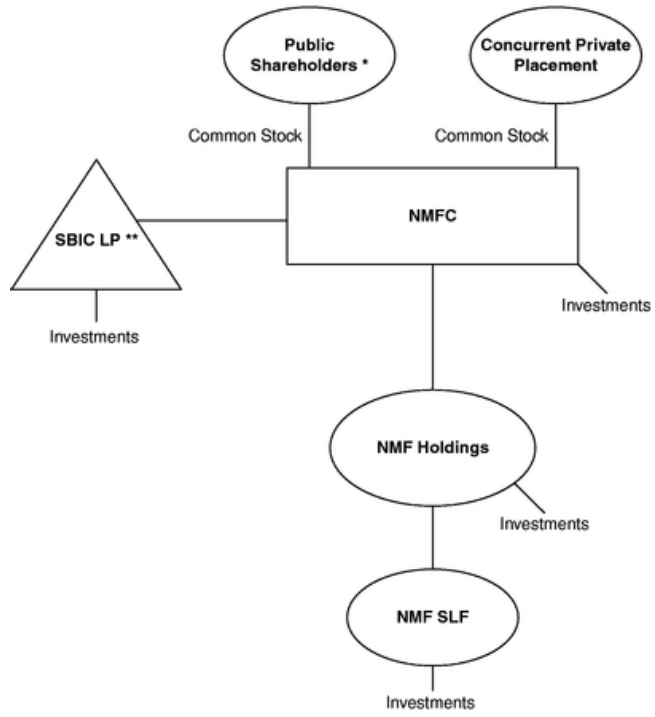 Public
Shareholders *
Concurrent Private
Placement
Common Stock
Common Stock
NMFC
SBIC LP **
Investments
Investments
NMF Holdings
Investments
NMF SLF
Investments